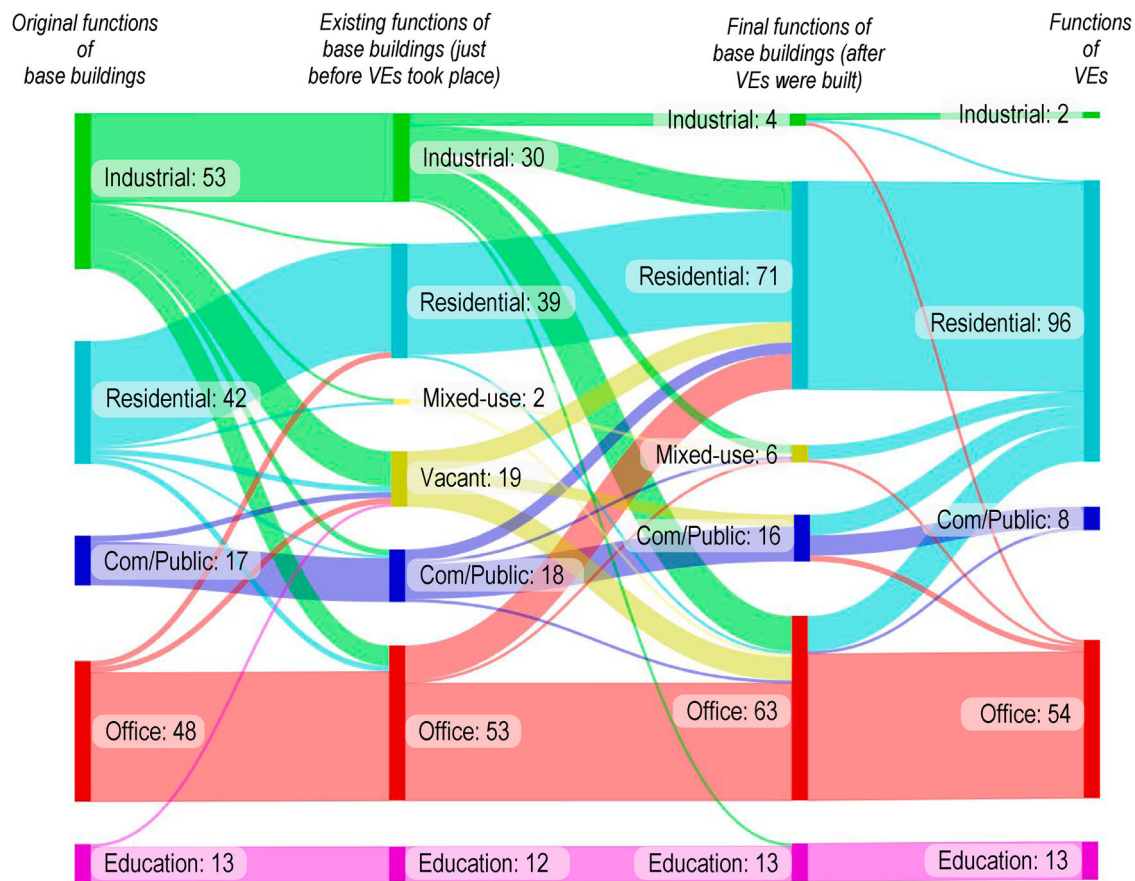 Original functions
of
base buildings
Existing functions of
base buildings (just
before VEs took place)
Final functions of
base buildings (after
VEs were built)
Functions
of
VEs
Industrial: 53
Residential: 42
Com/Public: 17
Office: 48
Education: 13
Industrial: 30
Residential: 39
Mixed-use: 2
Vacant: 19
Com/Public: 18
Office: 53
Education: 12
Industrial: 4
Residential: 71
Mixed-use: 6
Com/Public: 16
Office: 63
Education: 13
Industrial: 2
Residential: 96
Com/Public: 8
Office: 54
Education: 13